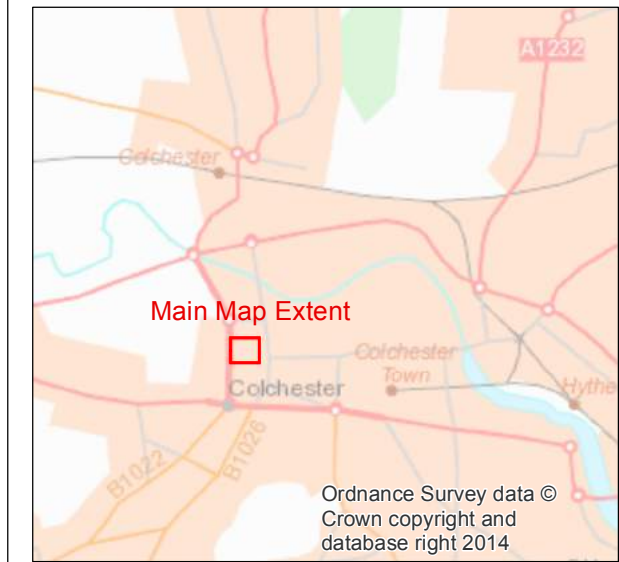 A1232
Colchester
Main Map Extent
Colchester
Town
Colchester
Hythe
B1022
B1026
Ordnance Survey data ©
Crown copyright and
database right 2014